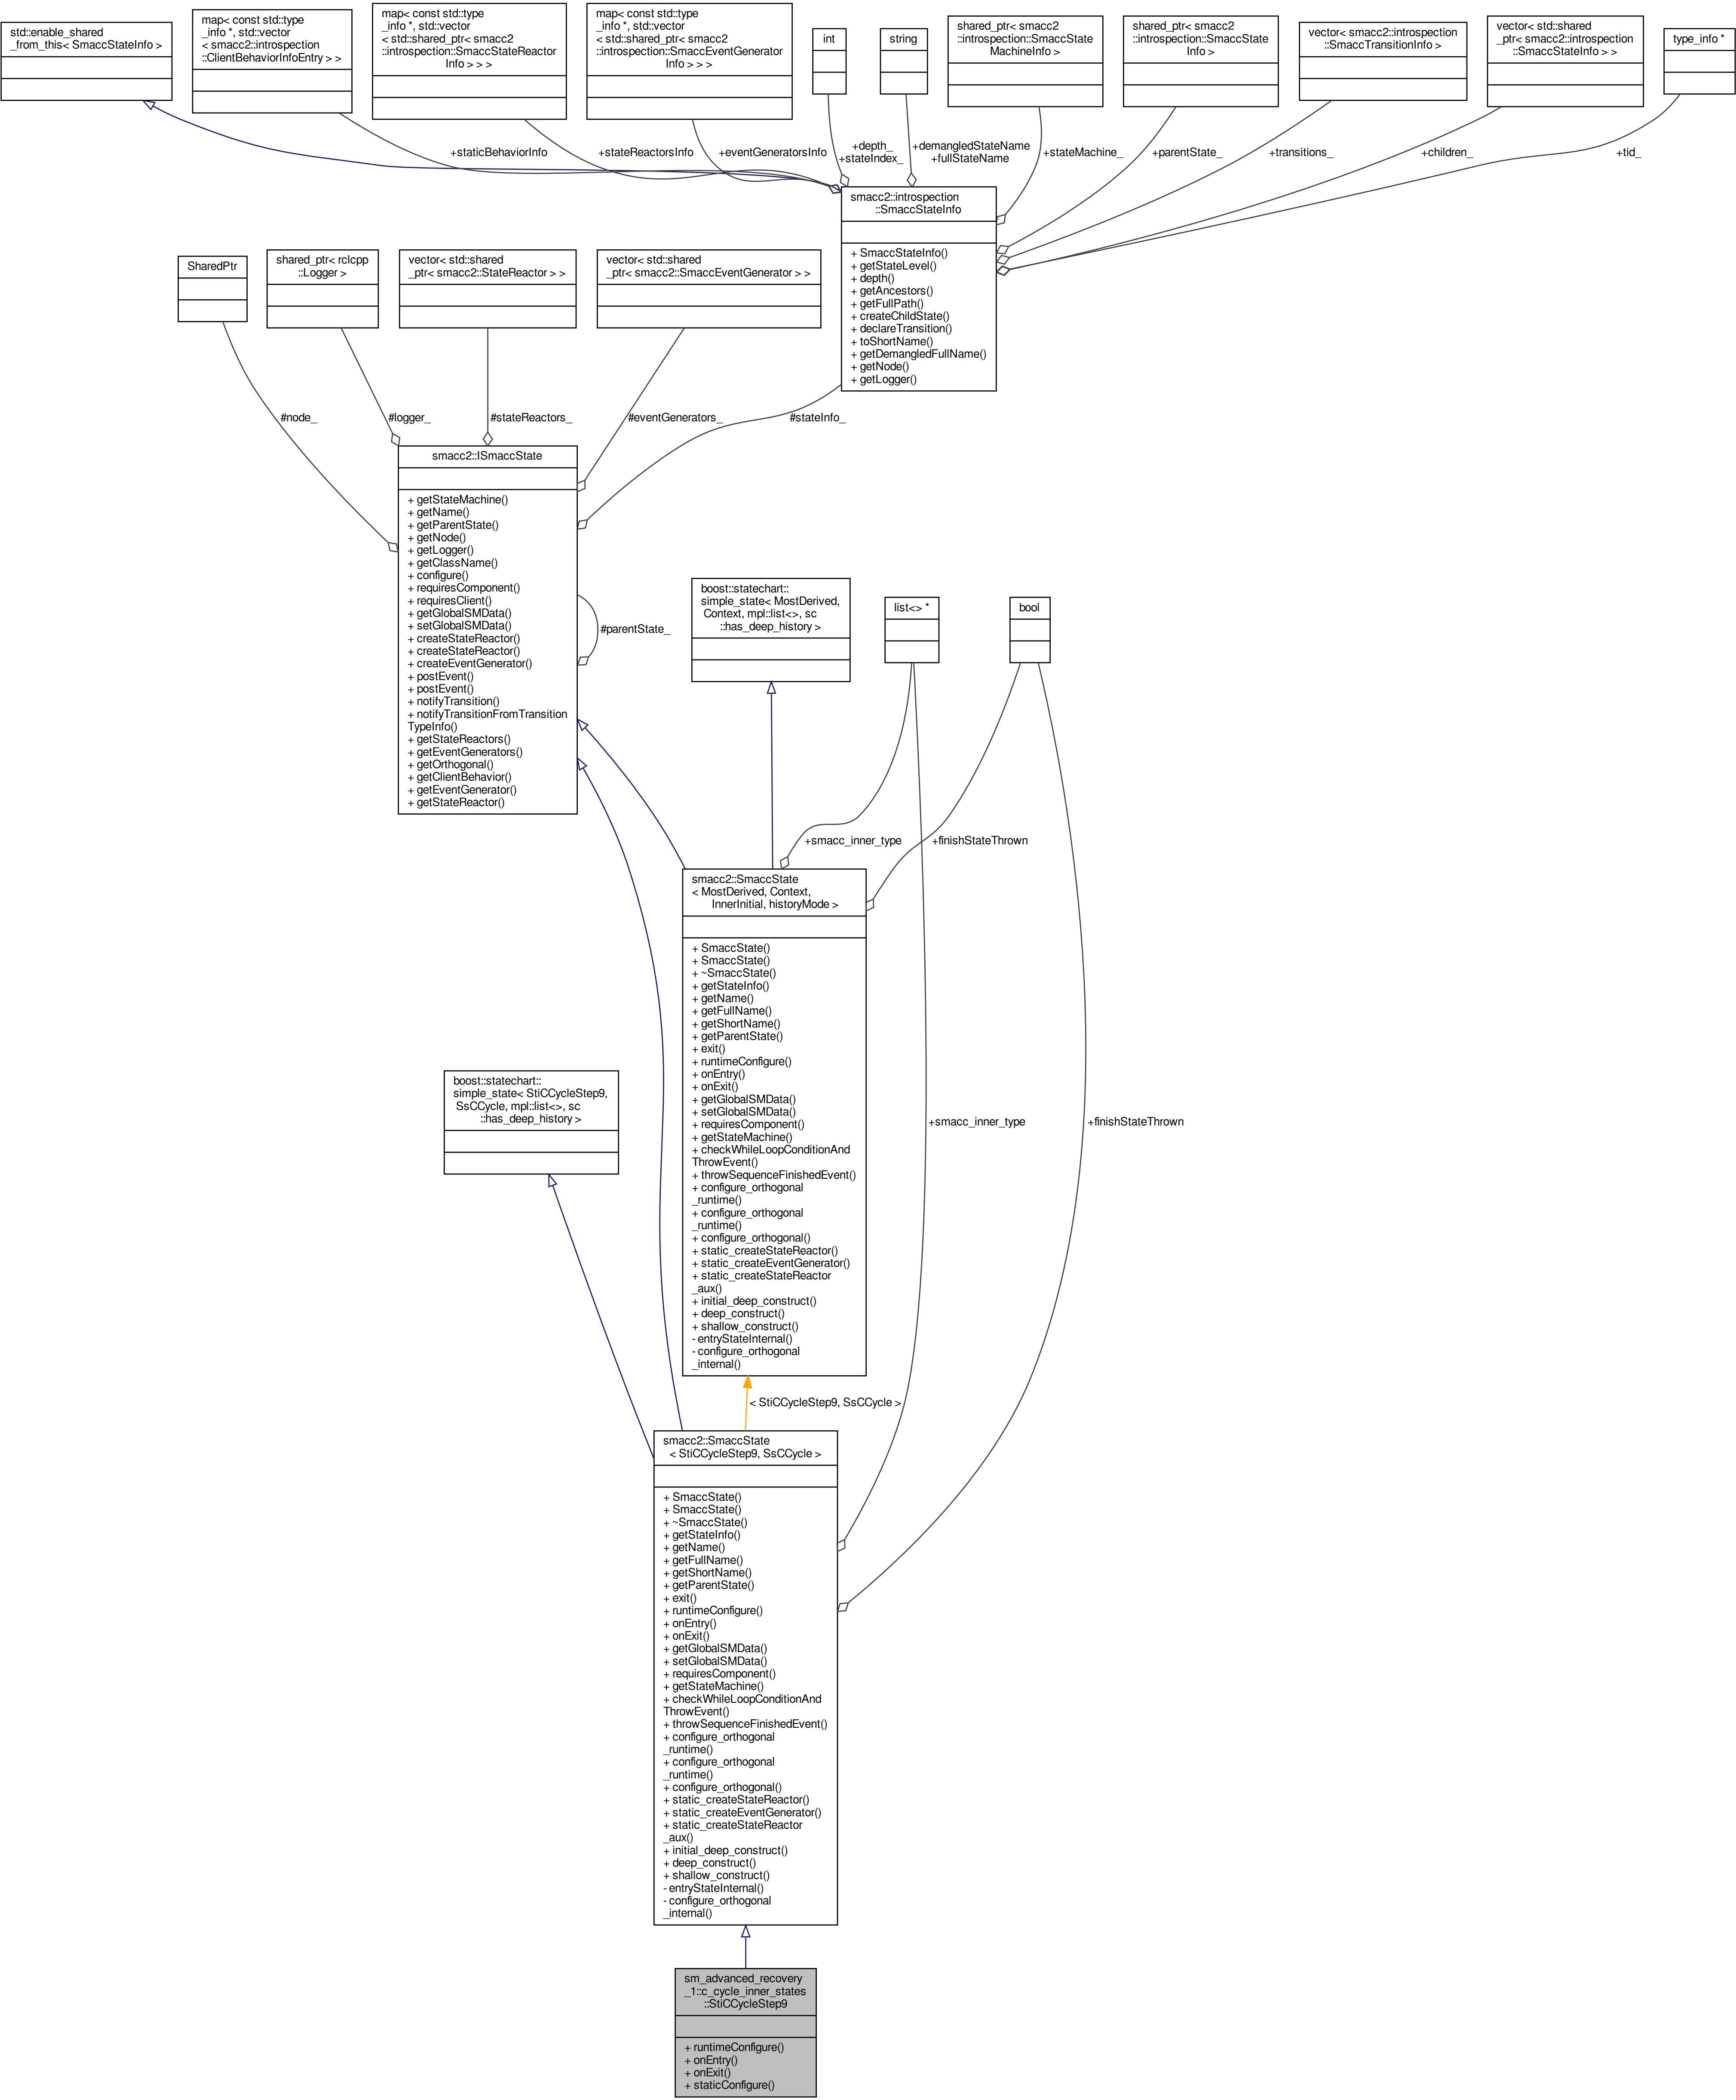 std::enable_shared
_from_this< SmaccStateInfo >
map< const std::type
_info *, std::vector
< smacc2::introspection
::ClientBehaviorInfoEntry > >
map< const std::type
_info *, std::vector
< std::shared_ptr< smacc2
::introspection::SmaccStateReactor
Info > > >
map< const std::type
_info *, std::vector
< std::shared_ptr< smacc2
::introspection::SmaccEventGenerator
Info > > >
int
string
shared_ptr< smacc2
::introspection::SmaccState
MachineInfo >
shared_ptr< smacc2
::introspection::SmaccState
Info >
vector< smacc2::introspection
::SmaccTransitionInfo >
vector< std::shared
_ptr< smacc2::introspection
::SmaccStateInfo > >
type_info *
+staticBehaviorInfo
+stateReactorsInfo
+eventGeneratorsInfo
+depth_
+stateIndex_
+demangledStateName
+fullStateName
+stateMachine_
+parentState_
+transitions_
+children_
+tid_
smacc2::introspection
::SmaccStateInfo
+ SmaccStateInfo()
+ getStateLevel()
+ depth()
+ getAncestors()
+ getFullPath()
+ createChildState()
+ declareTransition()
+ toShortName()
+ getDemangledFullName()
+ getNode()
+ getLogger()
SharedPtr
shared_ptr< rclcpp
::Logger >
vector< std::shared
_ptr< smacc2::StateReactor > >
vector< std::shared
_ptr< smacc2::SmaccEventGenerator > >
#node_
#logger_
#stateReactors_
#eventGenerators_
#stateInfo_
smacc2::ISmaccState
+ getStateMachine()
+ getName()
+ getParentState()
+ getNode()
+ getLogger()
+ getClassName()
+ configure()
+ requiresComponent()
+ requiresClient()
+ getGlobalSMData()
+ setGlobalSMData()
+ createStateReactor()
+ createStateReactor()
+ createEventGenerator()
+ postEvent()
+ postEvent()
+ notifyTransition()
+ notifyTransitionFromTransition
TypeInfo()
+ getStateReactors()
+ getEventGenerators()
+ getOrthogonal()
+ getClientBehavior()
+ getEventGenerator()
+ getStateReactor()
#parentState_
boost::statechart::
simple_state< MostDerived,
Context, mpl::list<>, sc
::has_deep_history >
list<> *
bool
+smacc_inner_type
+finishStateThrown
smacc2::SmaccState
< MostDerived, Context,
InnerInitial, historyMode >
+ SmaccState()
+ SmaccState()
+ ~SmaccState()
+ getStateInfo()
+ getName()
+ getFullName()
+ getShortName()
+ getParentState()
+ exit()
+ runtimeConfigure()
+ onEntry()
+ onExit()
+ getGlobalSMData()
+ setGlobalSMData()
+ requiresComponent()
+ getStateMachine()
+ checkWhileLoopConditionAnd
ThrowEvent()
+ throwSequenceFinishedEvent()
+ configure_orthogonal
_runtime()
+ configure_orthogonal
_runtime()
+ configure_orthogonal()
+ static_createStateReactor()
+ static_createEventGenerator()
+ static_createStateReactor
_aux()
+ initial_deep_construct()
+ deep_construct()
+ shallow_construct()
- entryStateInternal()
- configure_orthogonal
_internal()
boost::statechart::
simple_state< StiCCycleStep9,
SsCCycle, mpl::list<>, sc
::has_deep_history >
+smacc_inner_type
+finishStateThrown
< StiCCycleStep9, SsCCycle >
smacc2::SmaccState
< StiCCycleStep9, SsCCycle >
+ SmaccState()
+ SmaccState()
+ ~SmaccState()
+ getStateInfo()
+ getName()
+ getFullName()
+ getShortName()
+ getParentState()
+ exit()
+ runtimeConfigure()
+ onEntry()
+ onExit()
+ getGlobalSMData()
+ setGlobalSMData()
+ requiresComponent()
+ getStateMachine()
+ checkWhileLoopConditionAnd
ThrowEvent()
+ throwSequenceFinishedEvent()
+ configure_orthogonal
_runtime()
+ configure_orthogonal
_runtime()
+ configure_orthogonal()
+ static_createStateReactor()
+ static_createEventGenerator()
+ static_createStateReactor
_aux()
+ initial_deep_construct()
+ deep_construct()
+ shallow_construct()
- entryStateInternal()
- configure_orthogonal
_internal()
sm_advanced_recovery
_1::c_cycle_inner_states
::StiCCycleStep9
+ runtimeConfigure()
+ onEntry()
+ onExit()
+ staticConfigure()